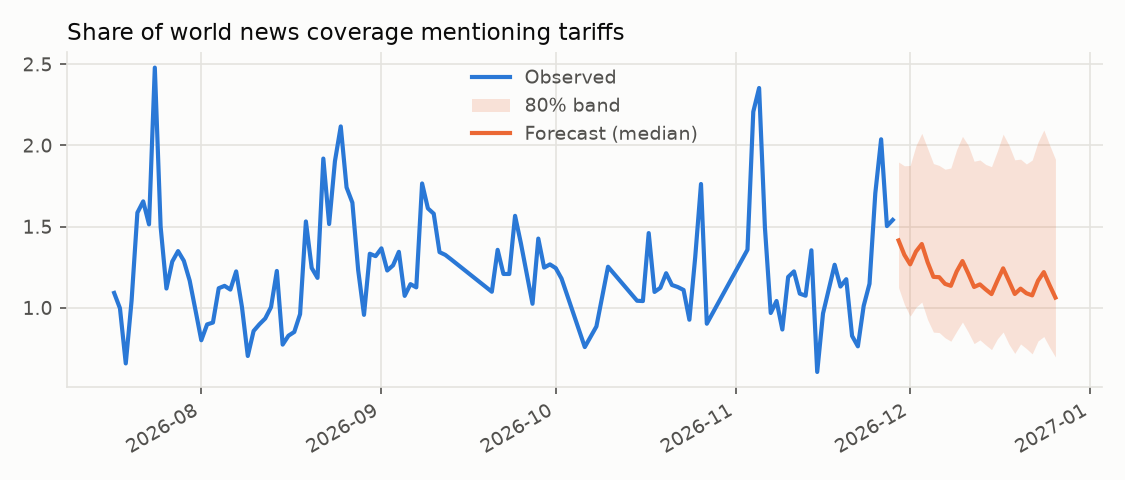 Share of world news coverage mentioning tariffs
Observed
80% band
Forecast (median)
2.5
2.0
1.5
1.0
2026-08
2026-09
2026-10
2026-11
2026-12
2027-01